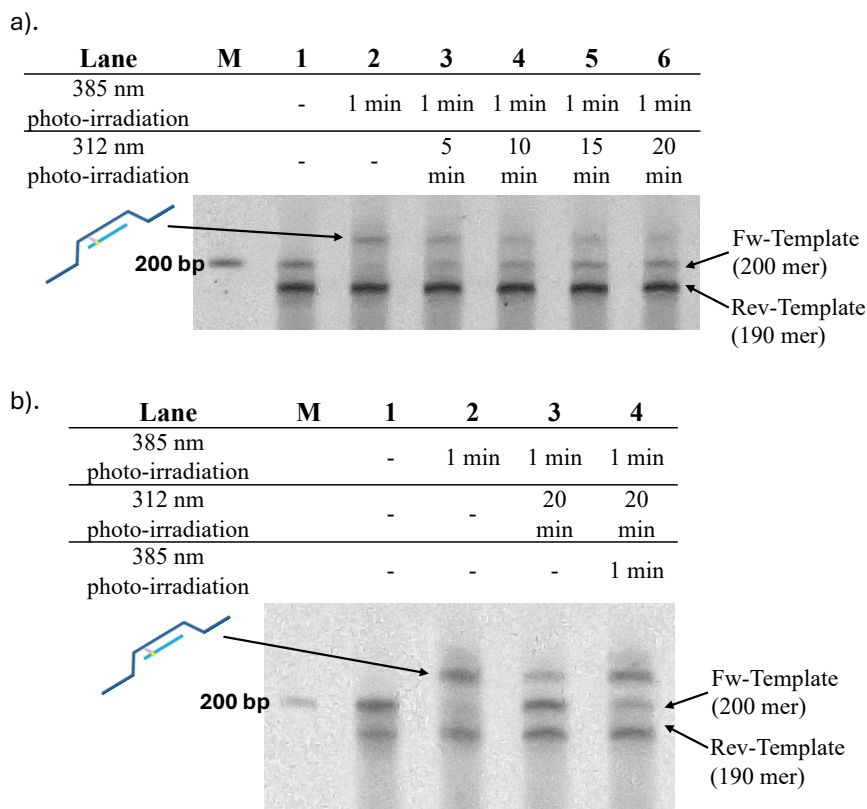 a).
Lane M 1 2 3 4 5 6
385 nm
photo-irradiation - 1 min 1 min 1 min 1 min 1 min
312 nm
photo-irradiation - - 5 min 10 min 15 min 20 min
200 bp
Fw-Template
(200 mer)
Rev-Template
(190 mer)
b).
Lane M 1 2 3 4
385 nm
photo-irradiation - 1 min 1 min 1 min
312 nm
photo-irradiation - - 20 min 20 min
385 nm
photo-irradiation - - - 1 min
200 bp
Fw-Template
(200 mer)
Rev-Template
(190 mer)